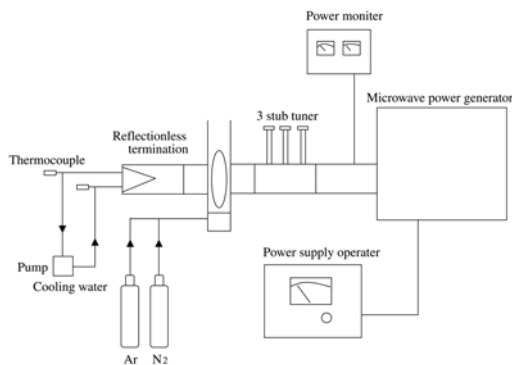 Power moniter
Microwave power generator
3 stub tuner
Reflectionless
termination
Thermocouple
Power supply operater
Pump
Cooling water
Ar
N2